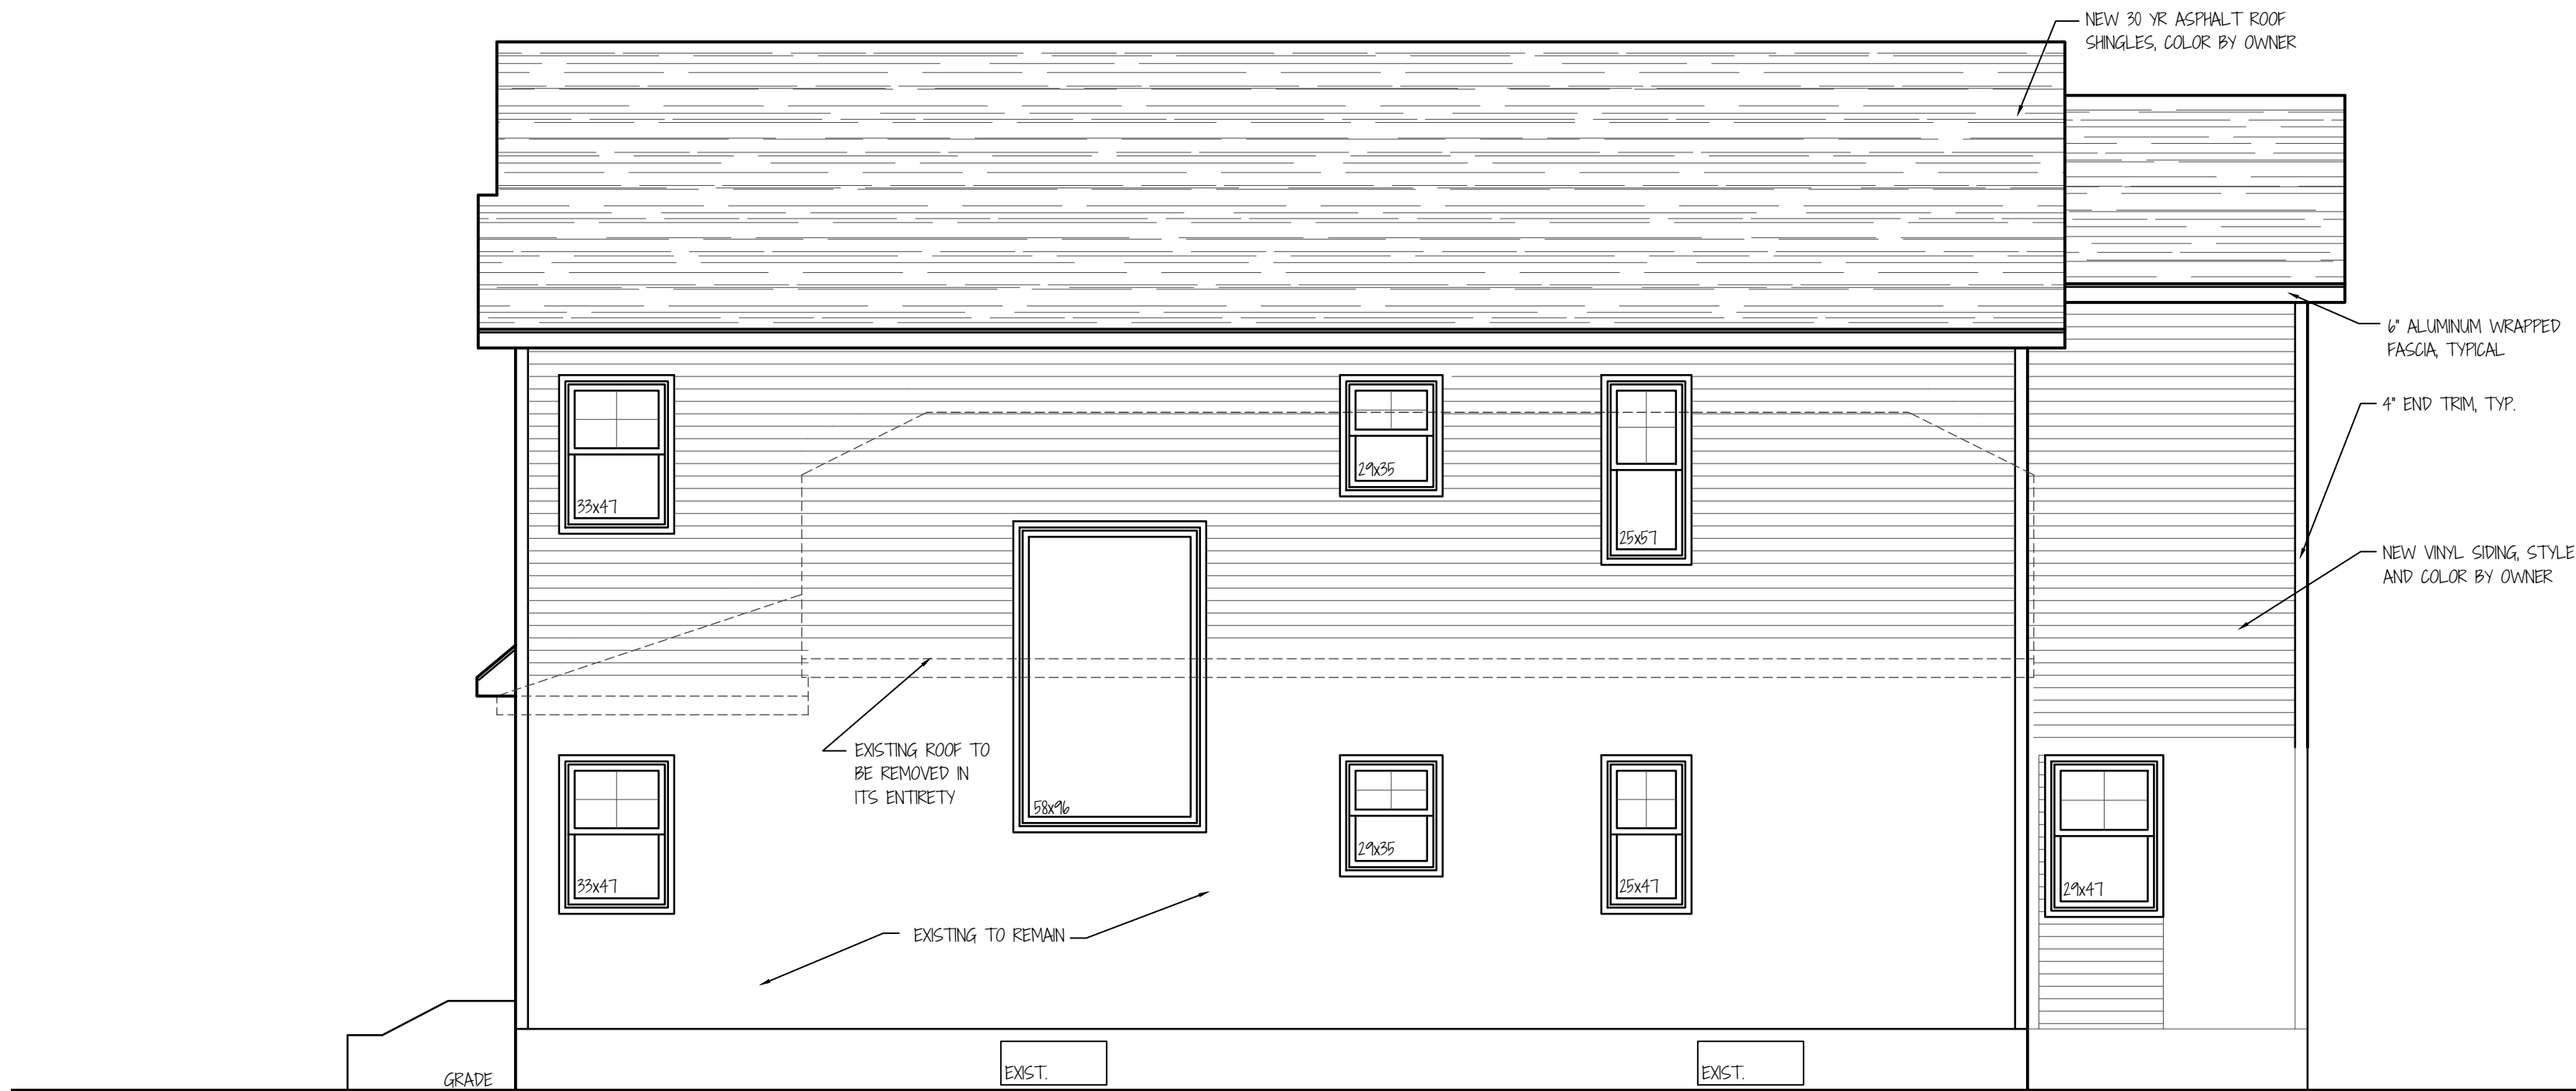 NEW 30 YR ASPHALT ROOF
SHINGLES, COLOR BY OWNER
6" ALUMINUM WRAPPED
FASCIA, TYPICAL
4" END TRIM, TYP.
NEW VINYL SIDING, STYLE
AND COLOR BY OWNER
33x47
29x35
25x57
58x96
EXISTING ROOF TO
BE REMOVED IN
ITS ENTIRETY
33x47
29x35
25x47
29x47
EXISTING TO REMAIN
GRADE
EXIST.
EXIST.